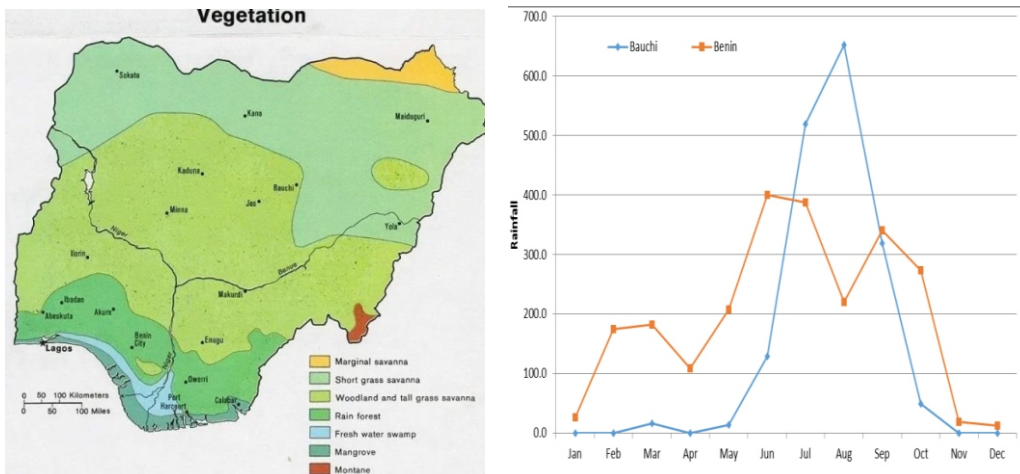 Vegetation
Sokoto
Kano
Maiduguri
Kaduna
Bauchi
Jos
Minna
Yola
Niger
Ilorin
Benue
Makurdi
Ibadan
Abeokuta
Akure
Benin
City
Enugu
Niger
Lagos
Owerri
Port
Harcourt
Calabar
0 50 100 Kilometers
0 50 100 Miles
Marginal savanna
Short grass savanna
Woodland and tall grass savanna
Rain forest
Fresh water swamp
Mangrove
Montane
700.0
600.0
500.0
400.0
300.0
200.0
100.0
0.0
Rainfall
Bauchi Benin
Jan Feb Mar Apr May Jun Jul Aug Sep Oct Nov Dec